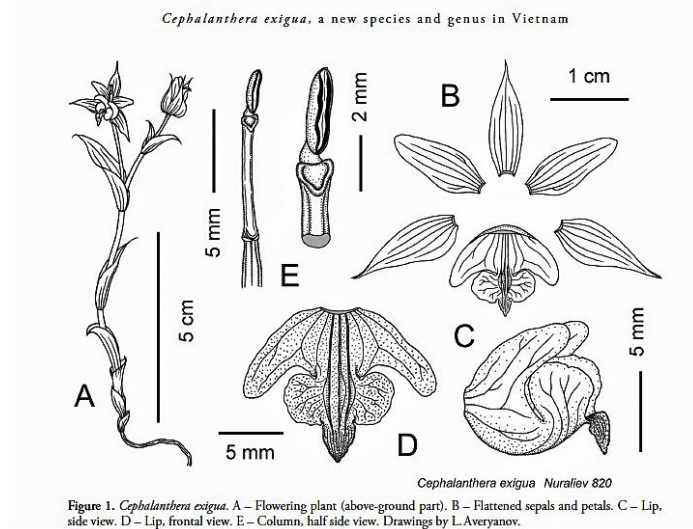 Cephalanthera exigua, a new species and genus in Vietnam
B
1 cm
2 mm
5 mm
E
5 cm
A
C
5 mm
5 mm
D
Cephalanthera exigua Nuraliev 820
Figure 1. Cephalanthera exigua. A – Flowering plant (above-ground part). B – Flattened sepals and petals. C – Lip,
side view. D – Lip, frontal view. E – Column, half side view. Drawings by L.Averyanov.